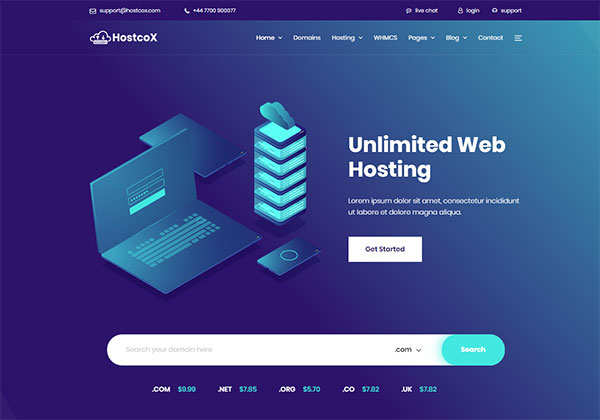 support@hostcox.com +44 7700 900077 live chat login support
HostcoX Home Domains Hosting WHMCS Pages Blog Contact
Unlimited Web
Hosting
Lorem ipsum dolor sit amet, consectetur incididunt
ut labore et dolore magna aliqua.
Get Started
Search your domain here .com Search
.COM $9.99 .NET $7.85 .ORG $5.70 .CO $7.82 .UK $7.82